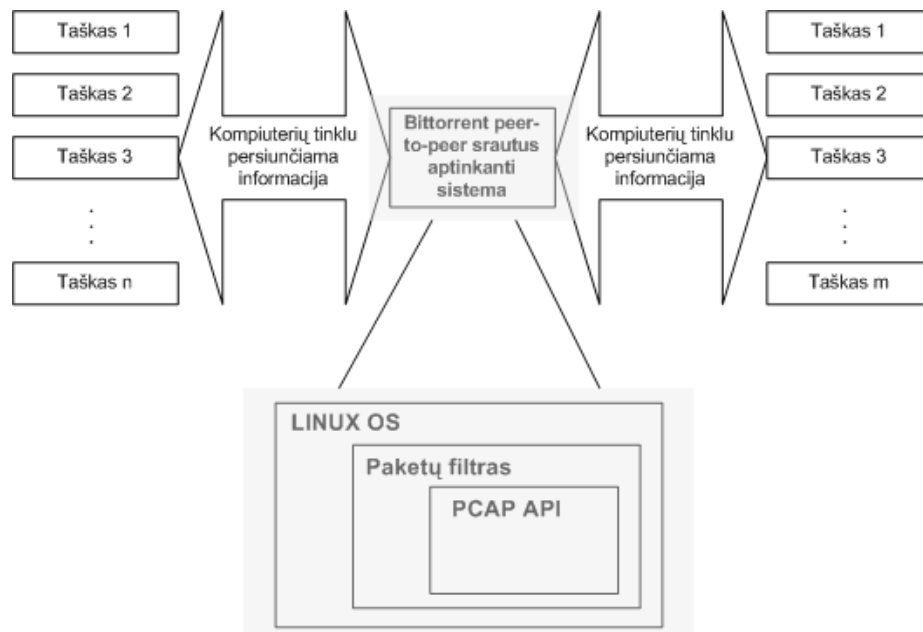 Taškas 1
Taškas 2
Taškas 3
.
.
.
Taškas n
Kompiuterių tinklu
persiunčiama
informacija
Bittorrent peer-
to-peer srautus
aptinkanti
sistema
Kompiuterių tinklu
persiunčiama
informacija
Taškas 1
Taškas 2
Taškas 3
.
.
.
Taškas m
LINUX OS
Paketų filtras
PCAP API